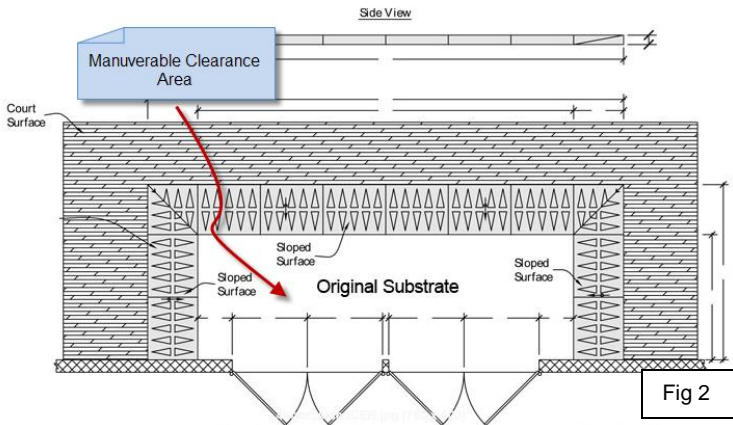 Side View
Manuverable Clearance
Area
Court
Surface
Sloped
Surface
Sloped
Surface
Sloped
Surface
Original Substrate
Fig 2